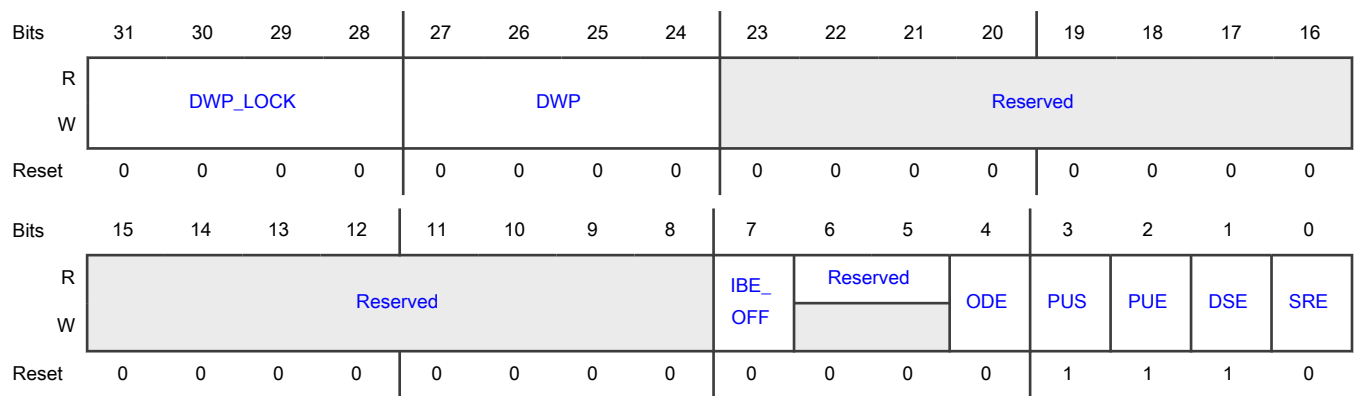 Bits 31 30 29 28 27 26 25 24 23 22 21 20 19 18 17 16
R
DWP_LOCK DWP Reserved
W
Reset 0 0 0 0 0 0 0 0 0 0 0 0 0 0 0 0
Bits 15 14 13 12 11 10 9 8 7 6 5 4 3 2 1 0
R Reserved IBE_ Reserved ODE PUS PUE DSE SRE
W OFF
Reset 0 0 0 0 0 0 0 0 0 0 0 0 1 1 1 0